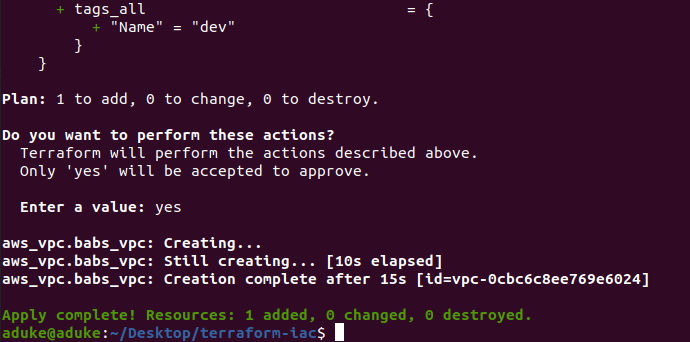 + tags_all = {
+ "Name" = "dev"
}
}
Plan: 1 to add, 0 to change, 0 to destroy.
Do you want to perform these actions?
Terraform will perform the actions described above.
Only 'yes' will be accepted to approve.
Enter a value: yes
aws_vpc.babs_vpc: Creating...
aws_vpc.babs_vpc: Still creating... [10s elapsed]
aws_vpc.babs_vpc: Creation complete after 15s [id=vpc-0cbc6c8ee769e6024]
Apply complete! Resources: 1 added, 0 changed, 0 destroyed.
aduke@aduke:~/Desktop/terraform-iac$